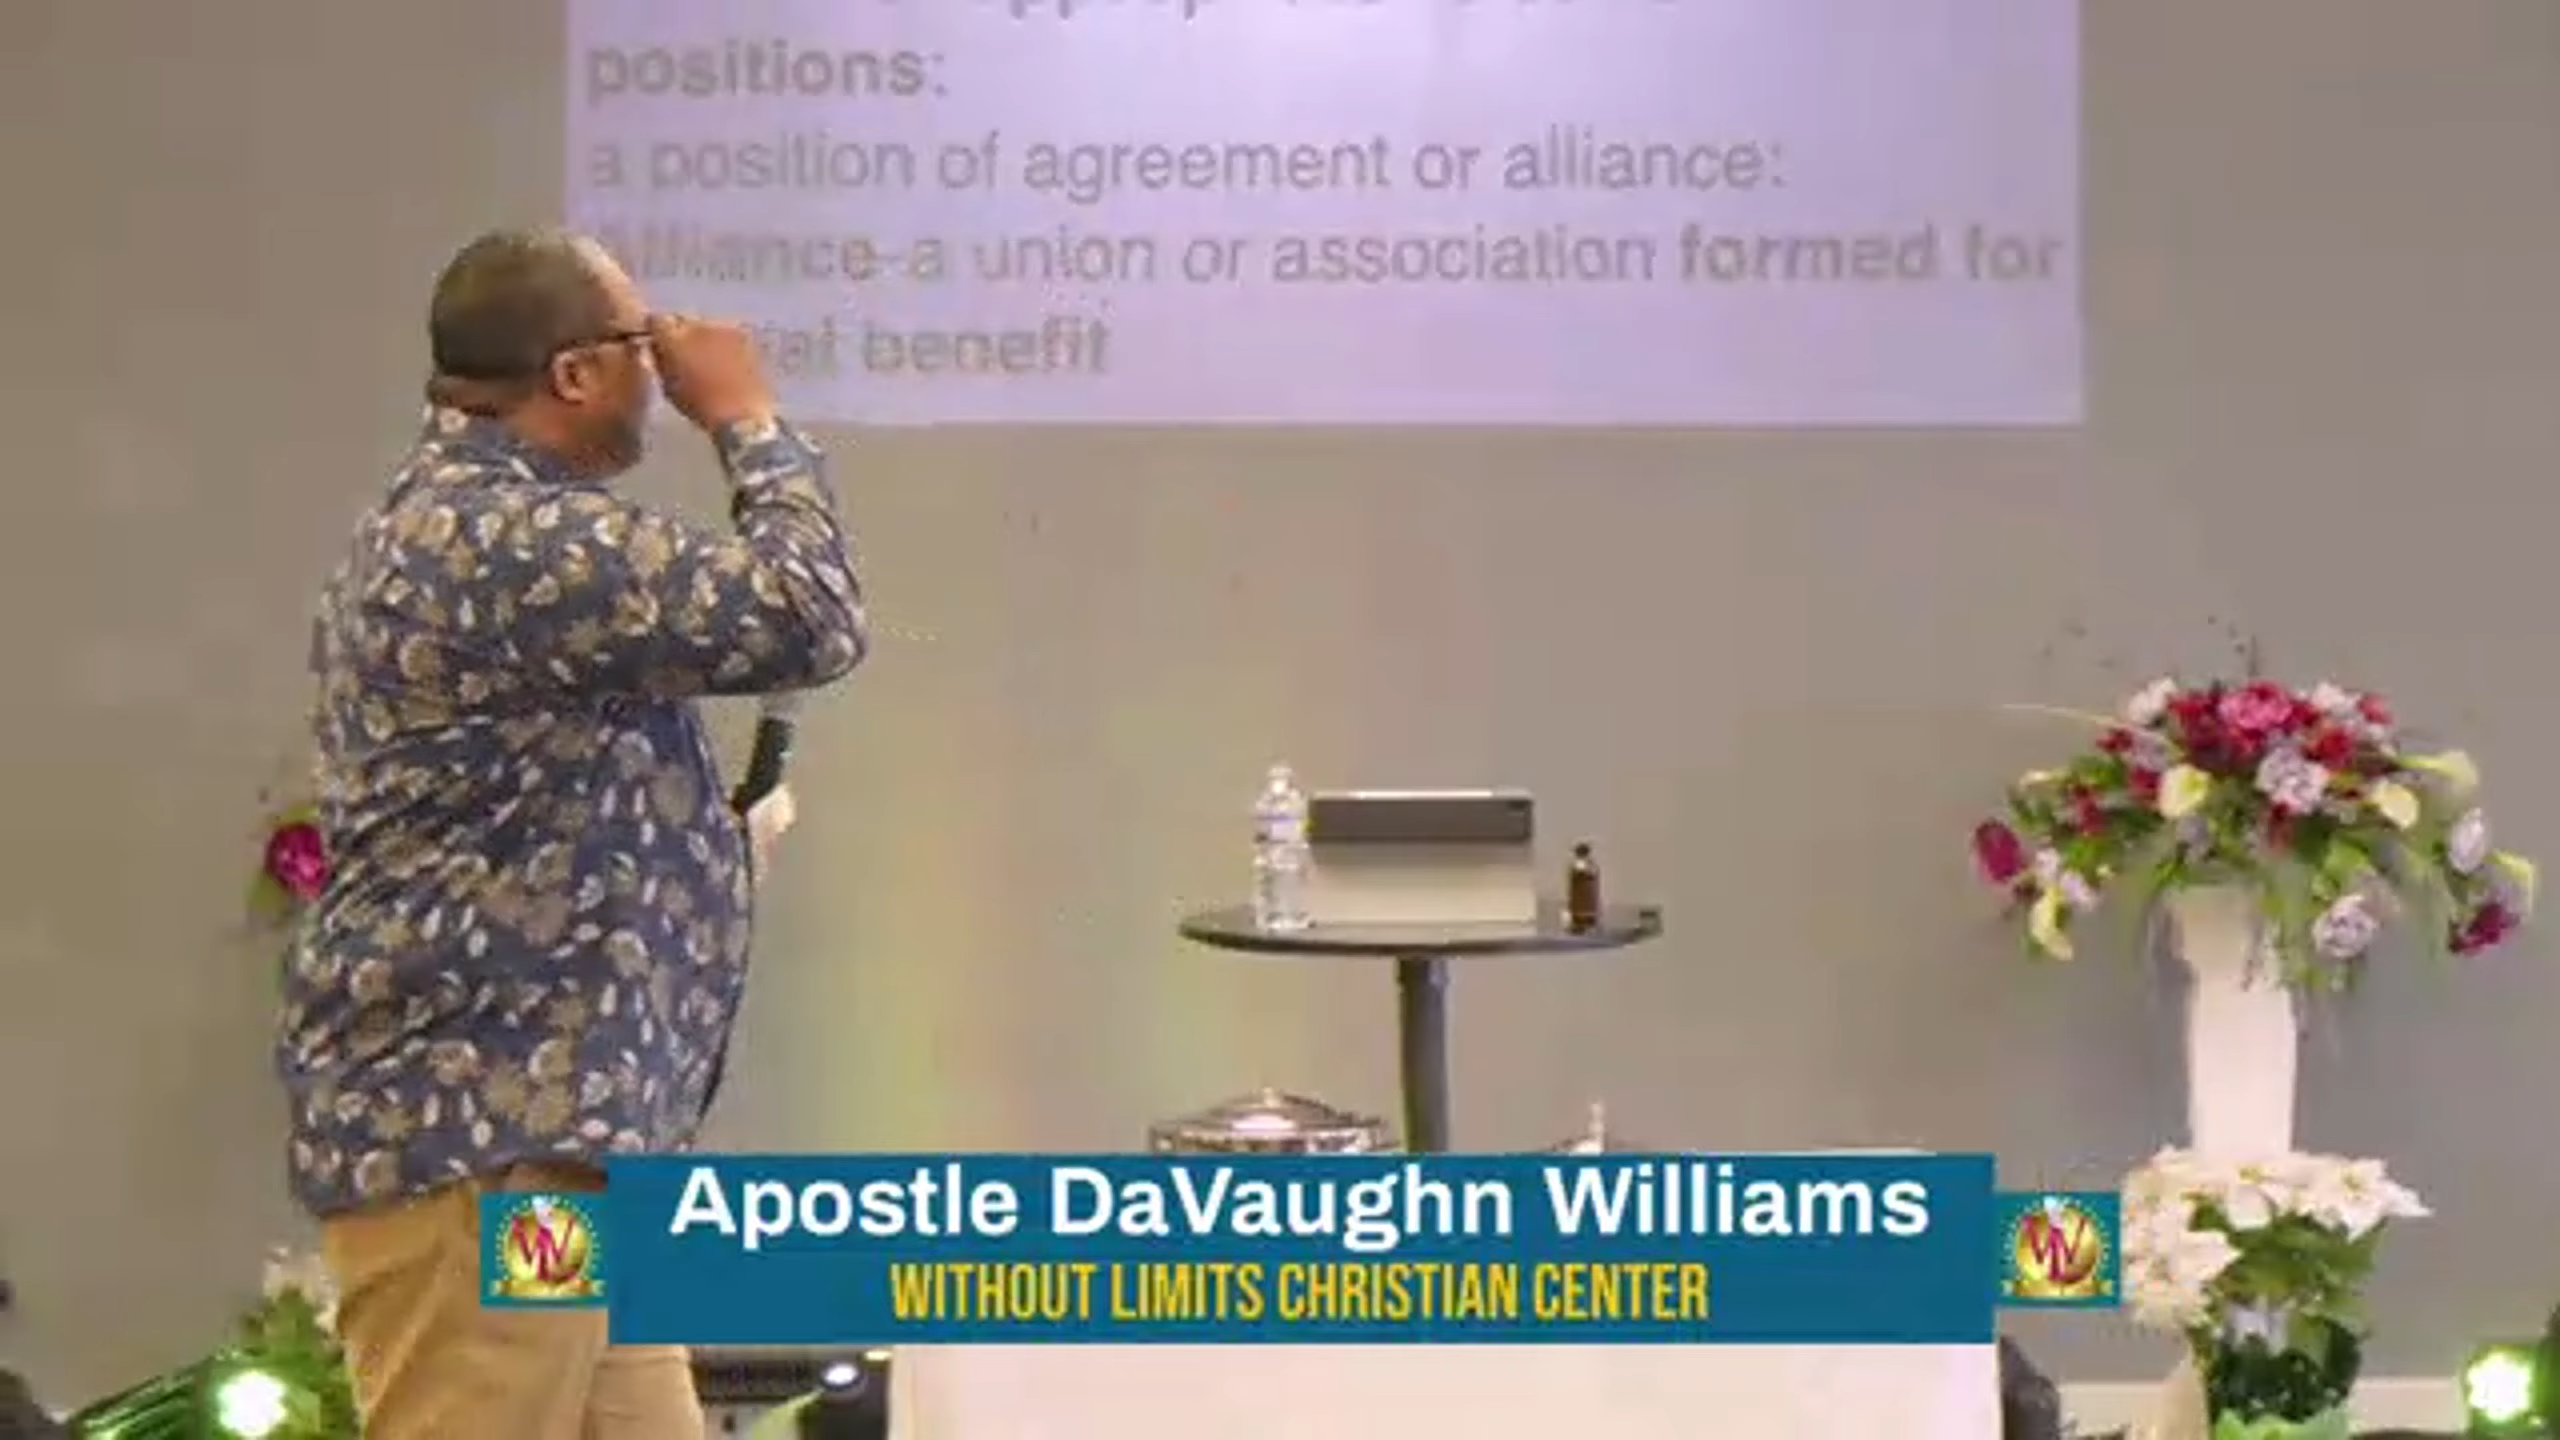 positions:
a position of agreement or alliance:
alliance-a union or association formed for
benefit
Apostle DaVaughn Williams
WITHOUT LIMITS CHRISTIAN CENTER